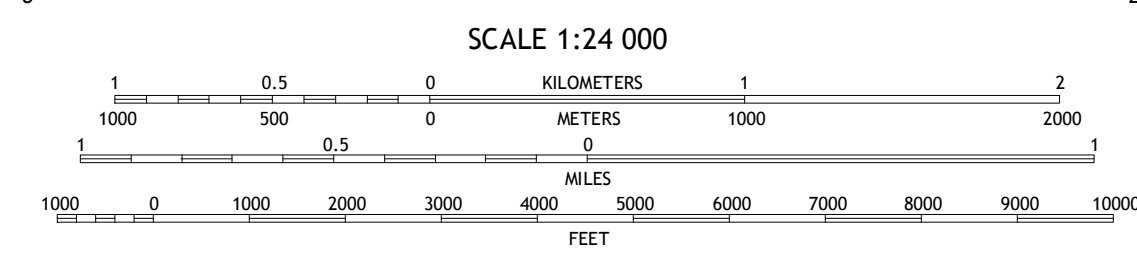 SCALE 1:24 000
1 0.5 0 KILOMETERS 1 2
1000 500 0 METERS 1000 2000
1 0.5 0 1
MILES
1000 0 1000 2000 3000 4000 5000 6000 7000 8000 9000 10000
FEET